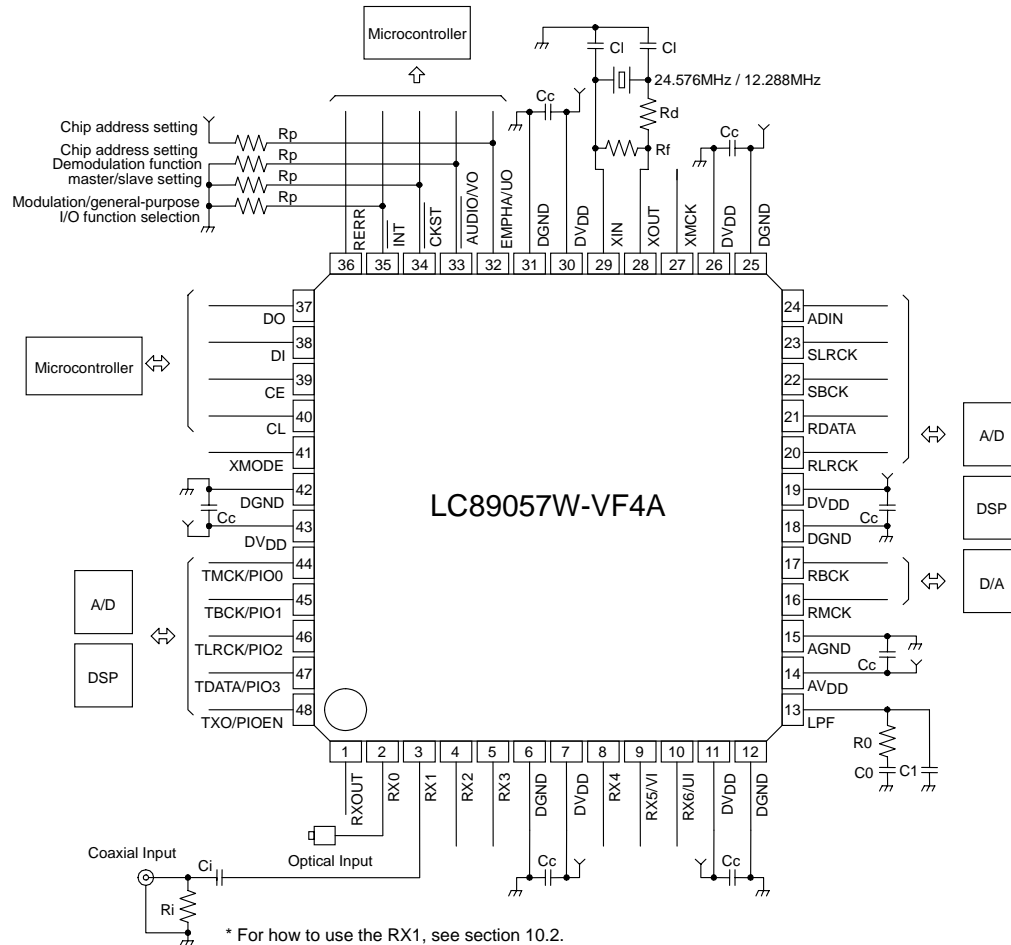 Microcontroller
Cl
Cl
24.576MHz / 12.288MHz
Cc
Rd
Cc
Rf
Chip address setting
Rp
Chip address setting
Rp
Demodulation function
master/slave setting
Rp
Modulation/general-purpose
I/O function selection
Rp
RERR
INT
CKST
AUDIO/VO
EMPHA/UO
DGND
DVDD
XIN
XOUT
XMCK
DVDD
DGND
36
35
34
33
32
31
30
29
28
27
26
25
37
DO
38
DI
39
CE
40
CL
41
XMODE
42
DGND
Cc
43
DVDD
44
TMCK/PIO0
45
TBCK/PIO1
46
TLRCK/PIO2
47
TDATA/PIO3
48
TXO/PIOEN
Microcontroller
A/D
DSP
LC89057W-VF4A
24
ADIN
23
SLRCK
22
SBCK
21
RDATA
20
RLRCK
19
DVDD
Cc
18
DGND
17
RBCK
16
RMCK
15
AGND
Cc
14
AVDD
13
LPF
A/D
DSP
D/A
R0
C0
C1
1
2
3
4
5
6
7
8
9
10
11
12
RXOUT
RX0
RX1
RX2
RX3
DGND
DVDD
RX4
RX5/VI
RX6/UI
DVDD
DGND
Optical Input
Coaxial Input
Ci
Ri
Cc
Cc
* For how to use the RX1, see section 10.2.